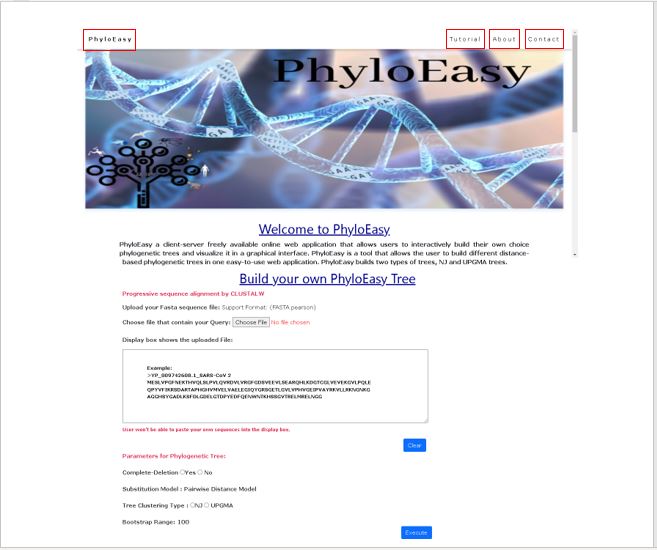 PhyloEasy Tutorial About Contact
PhyloEasy
GA
GAT
Welcome to PhyloEasy
PhyloEasy a client-server freely available online web application that allows users to interactively build their own choice
phylogenetic trees and visualize it in a graphical interface. PhyloEasy is a tool that allows the user to build different distance-
based phylogenetic trees in one easy-to-use web application. PhyloEasy builds two types of trees, NJ and UPGMA trees.
Build your own PhyloEasy Tree
Progressive sequence alignment by CLUSTALW
Upload your Fasta sequence file: Support Format: (FASTA pearson)
Choose file that contain your Query: Choose File No file chosen
Display box shows the uploaded File:
Example:
>YP_009742608.1_SARS-CoV 2
User won't be able to paste your own sequences into the display box.
Clear
Parameters for Phylogenetic Tree:
Complete-Deletion Yes No
Substitution Model : Pairwise Distance Model
Tree Clustering Type : NJ UPGMA
Bootstrap Range: 100
Execute